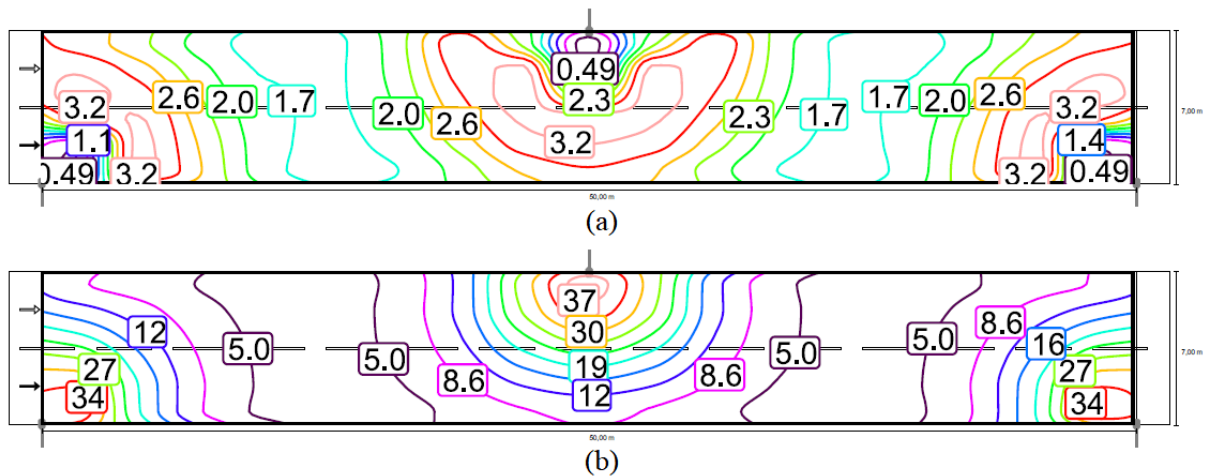 0.49
3.2 2.6 2.0 1.7 2.0 2.6 2.3 2.3 1.7 1.7 2.0 2.6 3.2
1.1 3.2 1.4 7,00 m
0.49 3.2 3.2 0.49
50,00 m
(a)
37
12 30 8.6
5.0 5.0 19 5.0 5.0 16 7,00 m
27 8.6 8.6 27
34 12 34
50,00 m
(b)